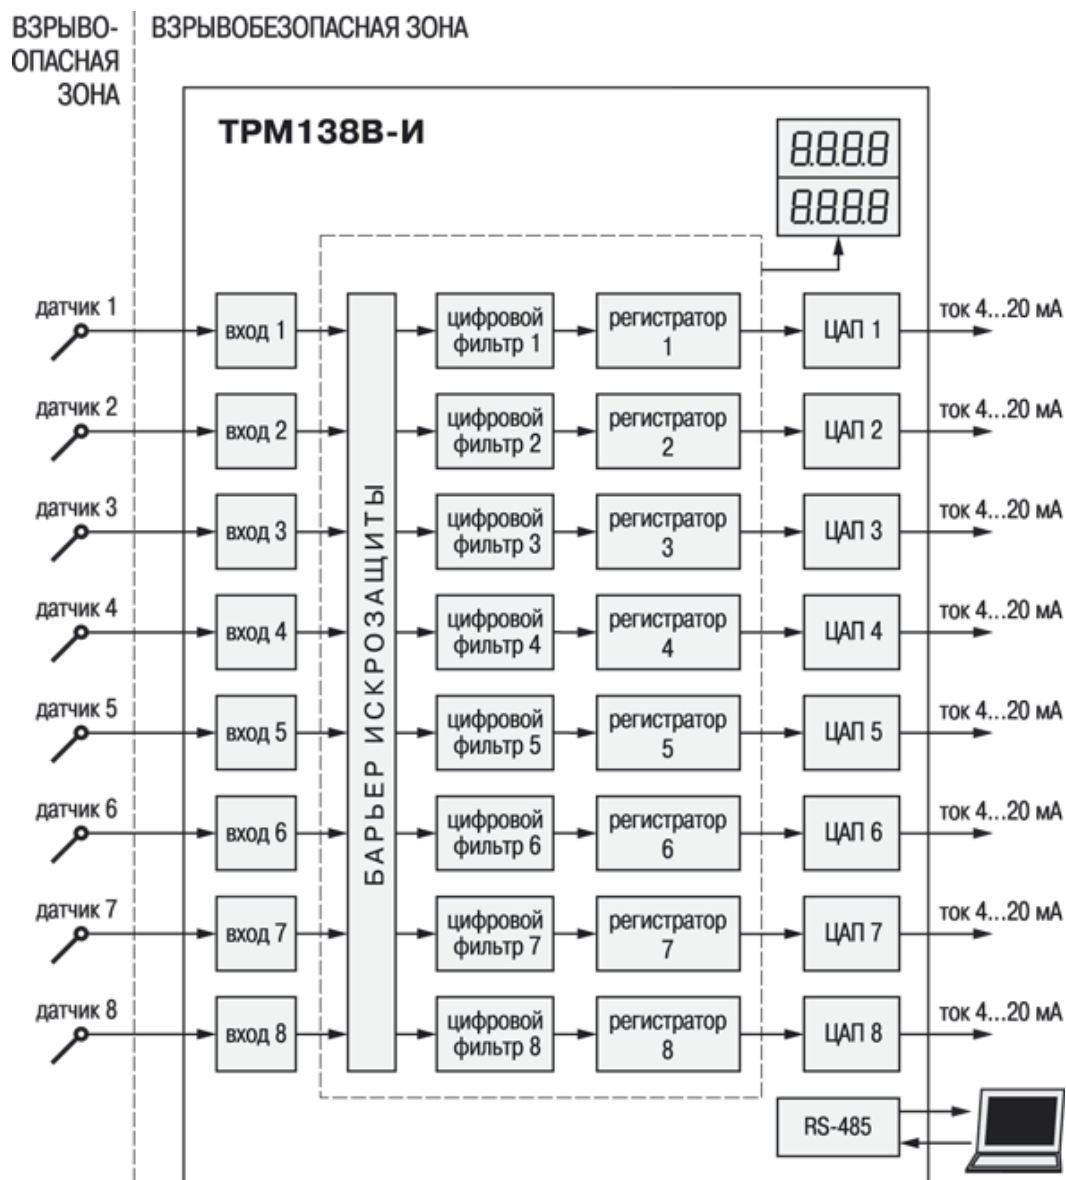 ВЗРЫВО-
ОПАСНАЯ
ЗОНА
ВЗРЫВОБЕЗОПАСНАЯ ЗОНА
ТРМ138В-И
8.8.8.8
8.8.8.8
датчик 1
вход 1
цифровой
фильтр 1
регистратор
1
ЦАП 1
ток 4...20 мА
датчик 2
вход 2
цифровой
фильтр 2
регистратор
2
ЦАП 2
ток 4...20 мА
датчик 3
вход 3
цифровой
фильтр 3
регистратор
3
ЦАП 3
ток 4...20 мА
датчик 4
вход 4
цифровой
фильтр 4
регистратор
4
ЦАП 4
ток 4...20 мА
датчик 5
вход 5
цифровой
фильтр 5
регистратор
5
ЦАП 5
ток 4...20 мА
датчик 6
вход 6
цифровой
фильтр 6
регистратор
6
ЦАП 6
ток 4...20 мА
датчик 7
вход 7
цифровой
фильтр 7
регистратор
7
ЦАП 7
ток 4...20 мА
датчик 8
вход 8
цифровой
фильтр 8
регистратор
8
ЦАП 8
ток 4...20 мА
БАРЬЕР ИСКРОЗАЩИТЫ
RS-485